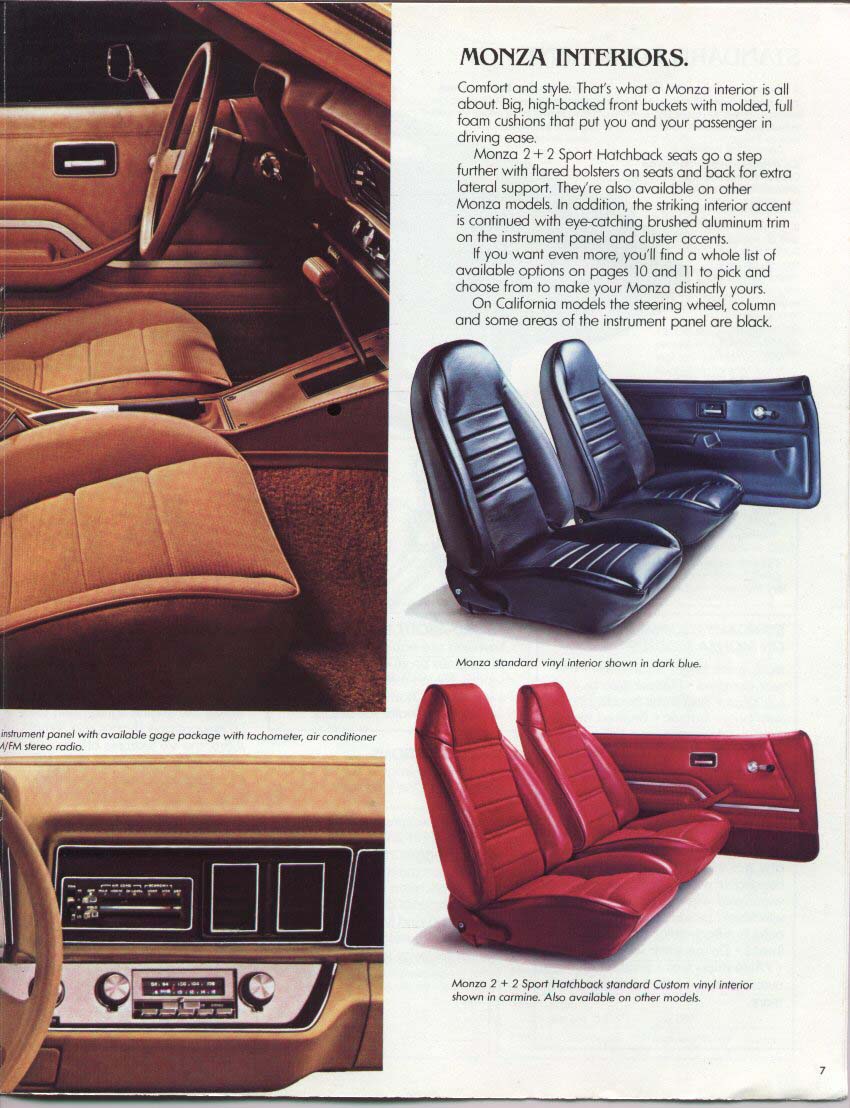 MONZA INTERIORS.
Comfort and style. That's what a Monza interior is all
about. Big, high-backed front buckets with molded, full
foam cushions that put you and your passenger in
driving ease.
Monza 2 + 2 Sport Hatchback seats go a step
further with flared bolsters on seats and back for extra
lateral support. They're also available on other
Monza models. In addition, the striking interior accent
is continued with eye-catching brushed aluminum trim
on the instrument panel and cluster accents.
If you want even more, you'll find a whole list of
available options on pages 10 and 11 to pick and
choose from to make your Monza distinctly yours.
On California models the steering wheel, column
and some areas of the instrument panel are black.
Monza standard vinyl interior shown in dark blue.
instrument panel with available gage package with tachometer, air conditioner
M/FM stereo radio.
Monza 2 + 2 Sport Hatchback standard Custom vinyl interior
shown in carmine. Also available on other models.
7